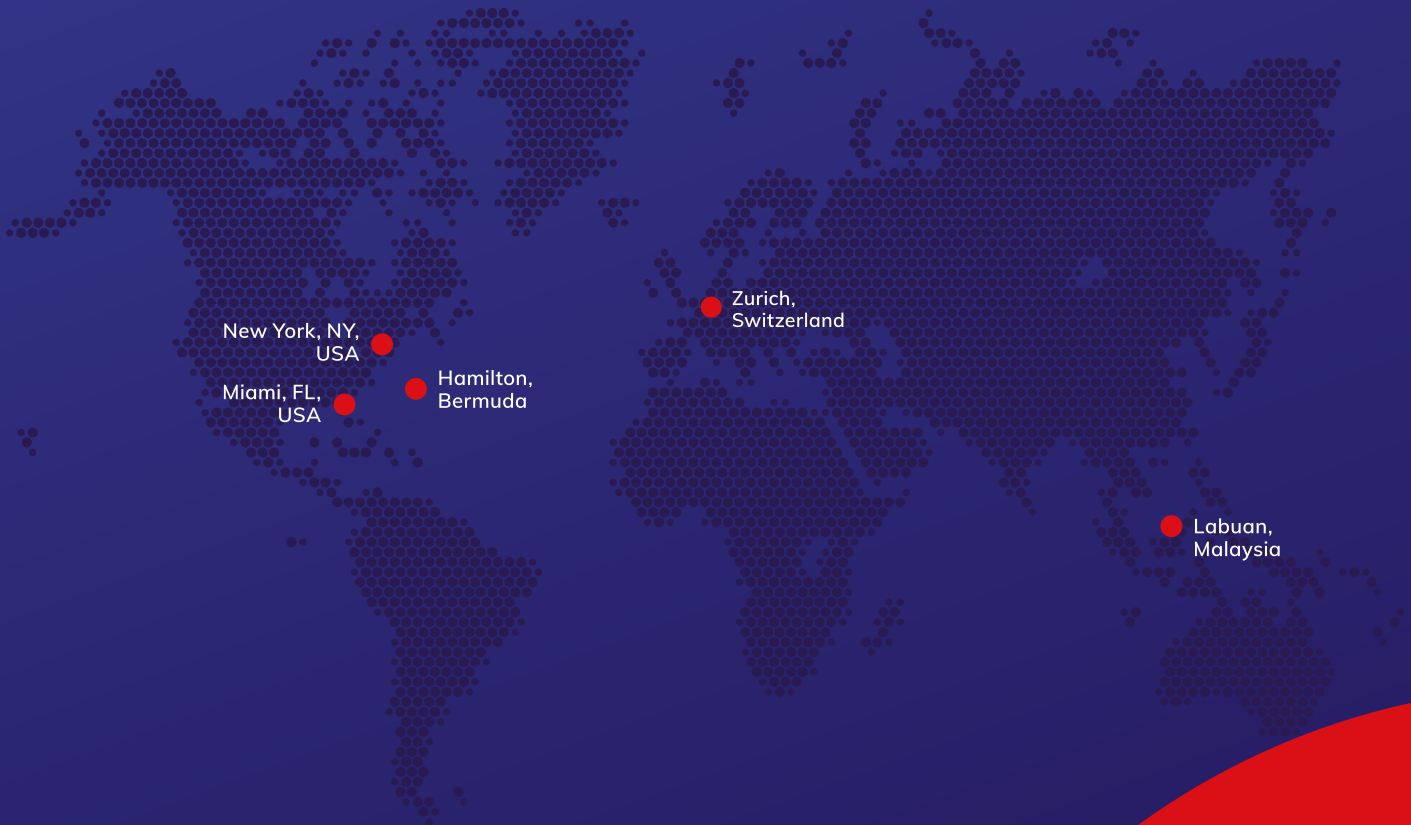 Zurich,
Switzerland
New York, NY,
USA
Hamilton,
Bermuda
Miami, FL,
USA
Labuan,
Malaysia